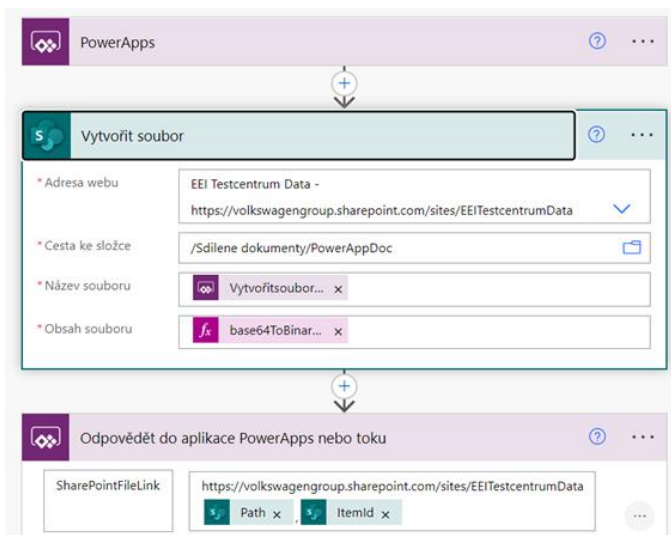 PowerApps
Vytvořit soubor
* Adresa webu
EEI Testcentrum Data -
https://volkswagengroup.sharepoint.com/sites/EEITestcentrumData
* Cesta ke složce
/Sdilene dokumenty/PowerAppDoc
* Název souboru
Vytvořitsoubor... ×
* Obsah souboru
fx base64ToBinar... ×
Odpovědět do aplikace PowerApps nebo toku
SharePointFileLink
https://volkswagengroup.sharepoint.com/sites/EEITestcentrumData
Path × , ItemId ×